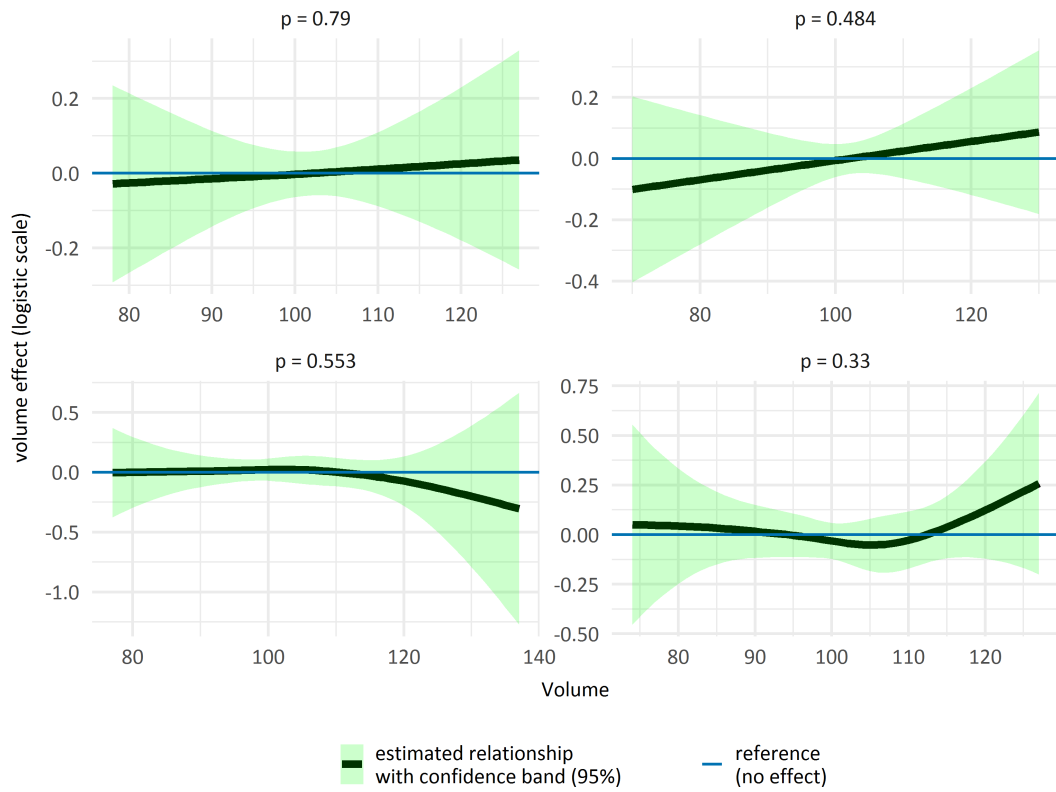 p = 0.79
p = 0.484
volume effect (logistic scale)
0.2
0.0
-0.2
80 90 100 110 120
0.2
0.0
-0.2
-0.4
80 100 120
p = 0.553
p = 0.33
0.5
0.0
-0.5
-1.0
80 100 120 140
0.75
0.50
0.25
0.00
-0.25
-0.50
80 90 100 110 120
Volume
estimated relationship
with confidence band (95%)
reference
(no effect)